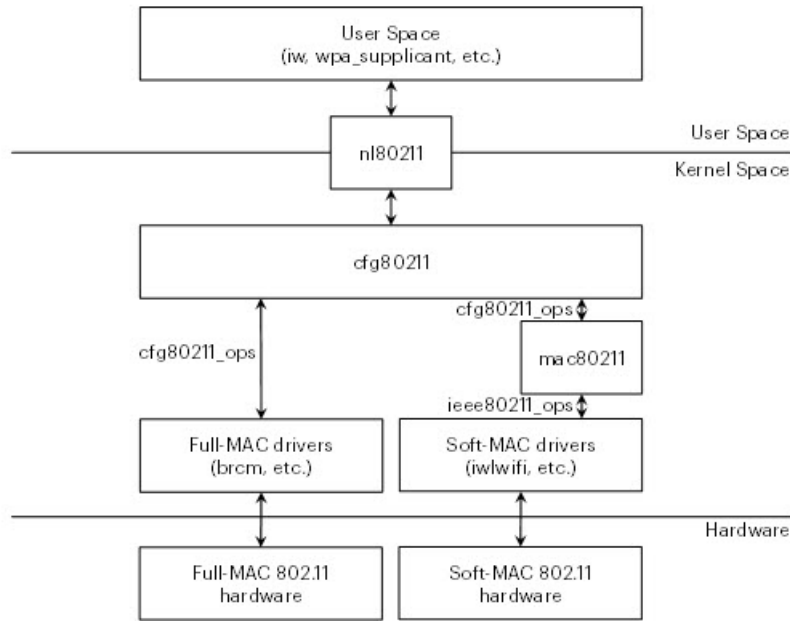 User Space
(iw, wpa_supplicant, etc.)
User Space
nl80211
Kernel Space
cfg80211
cfg80211_ops
cfg80211_ops
mac80211
ieee80211_ops
Full-MAC drivers
(brcm, etc.)
Soft-MAC drivers
(iwlwifi, etc.)
Hardware
Full-MAC 802.11
hardware
Soft-MAC 802.11
hardware